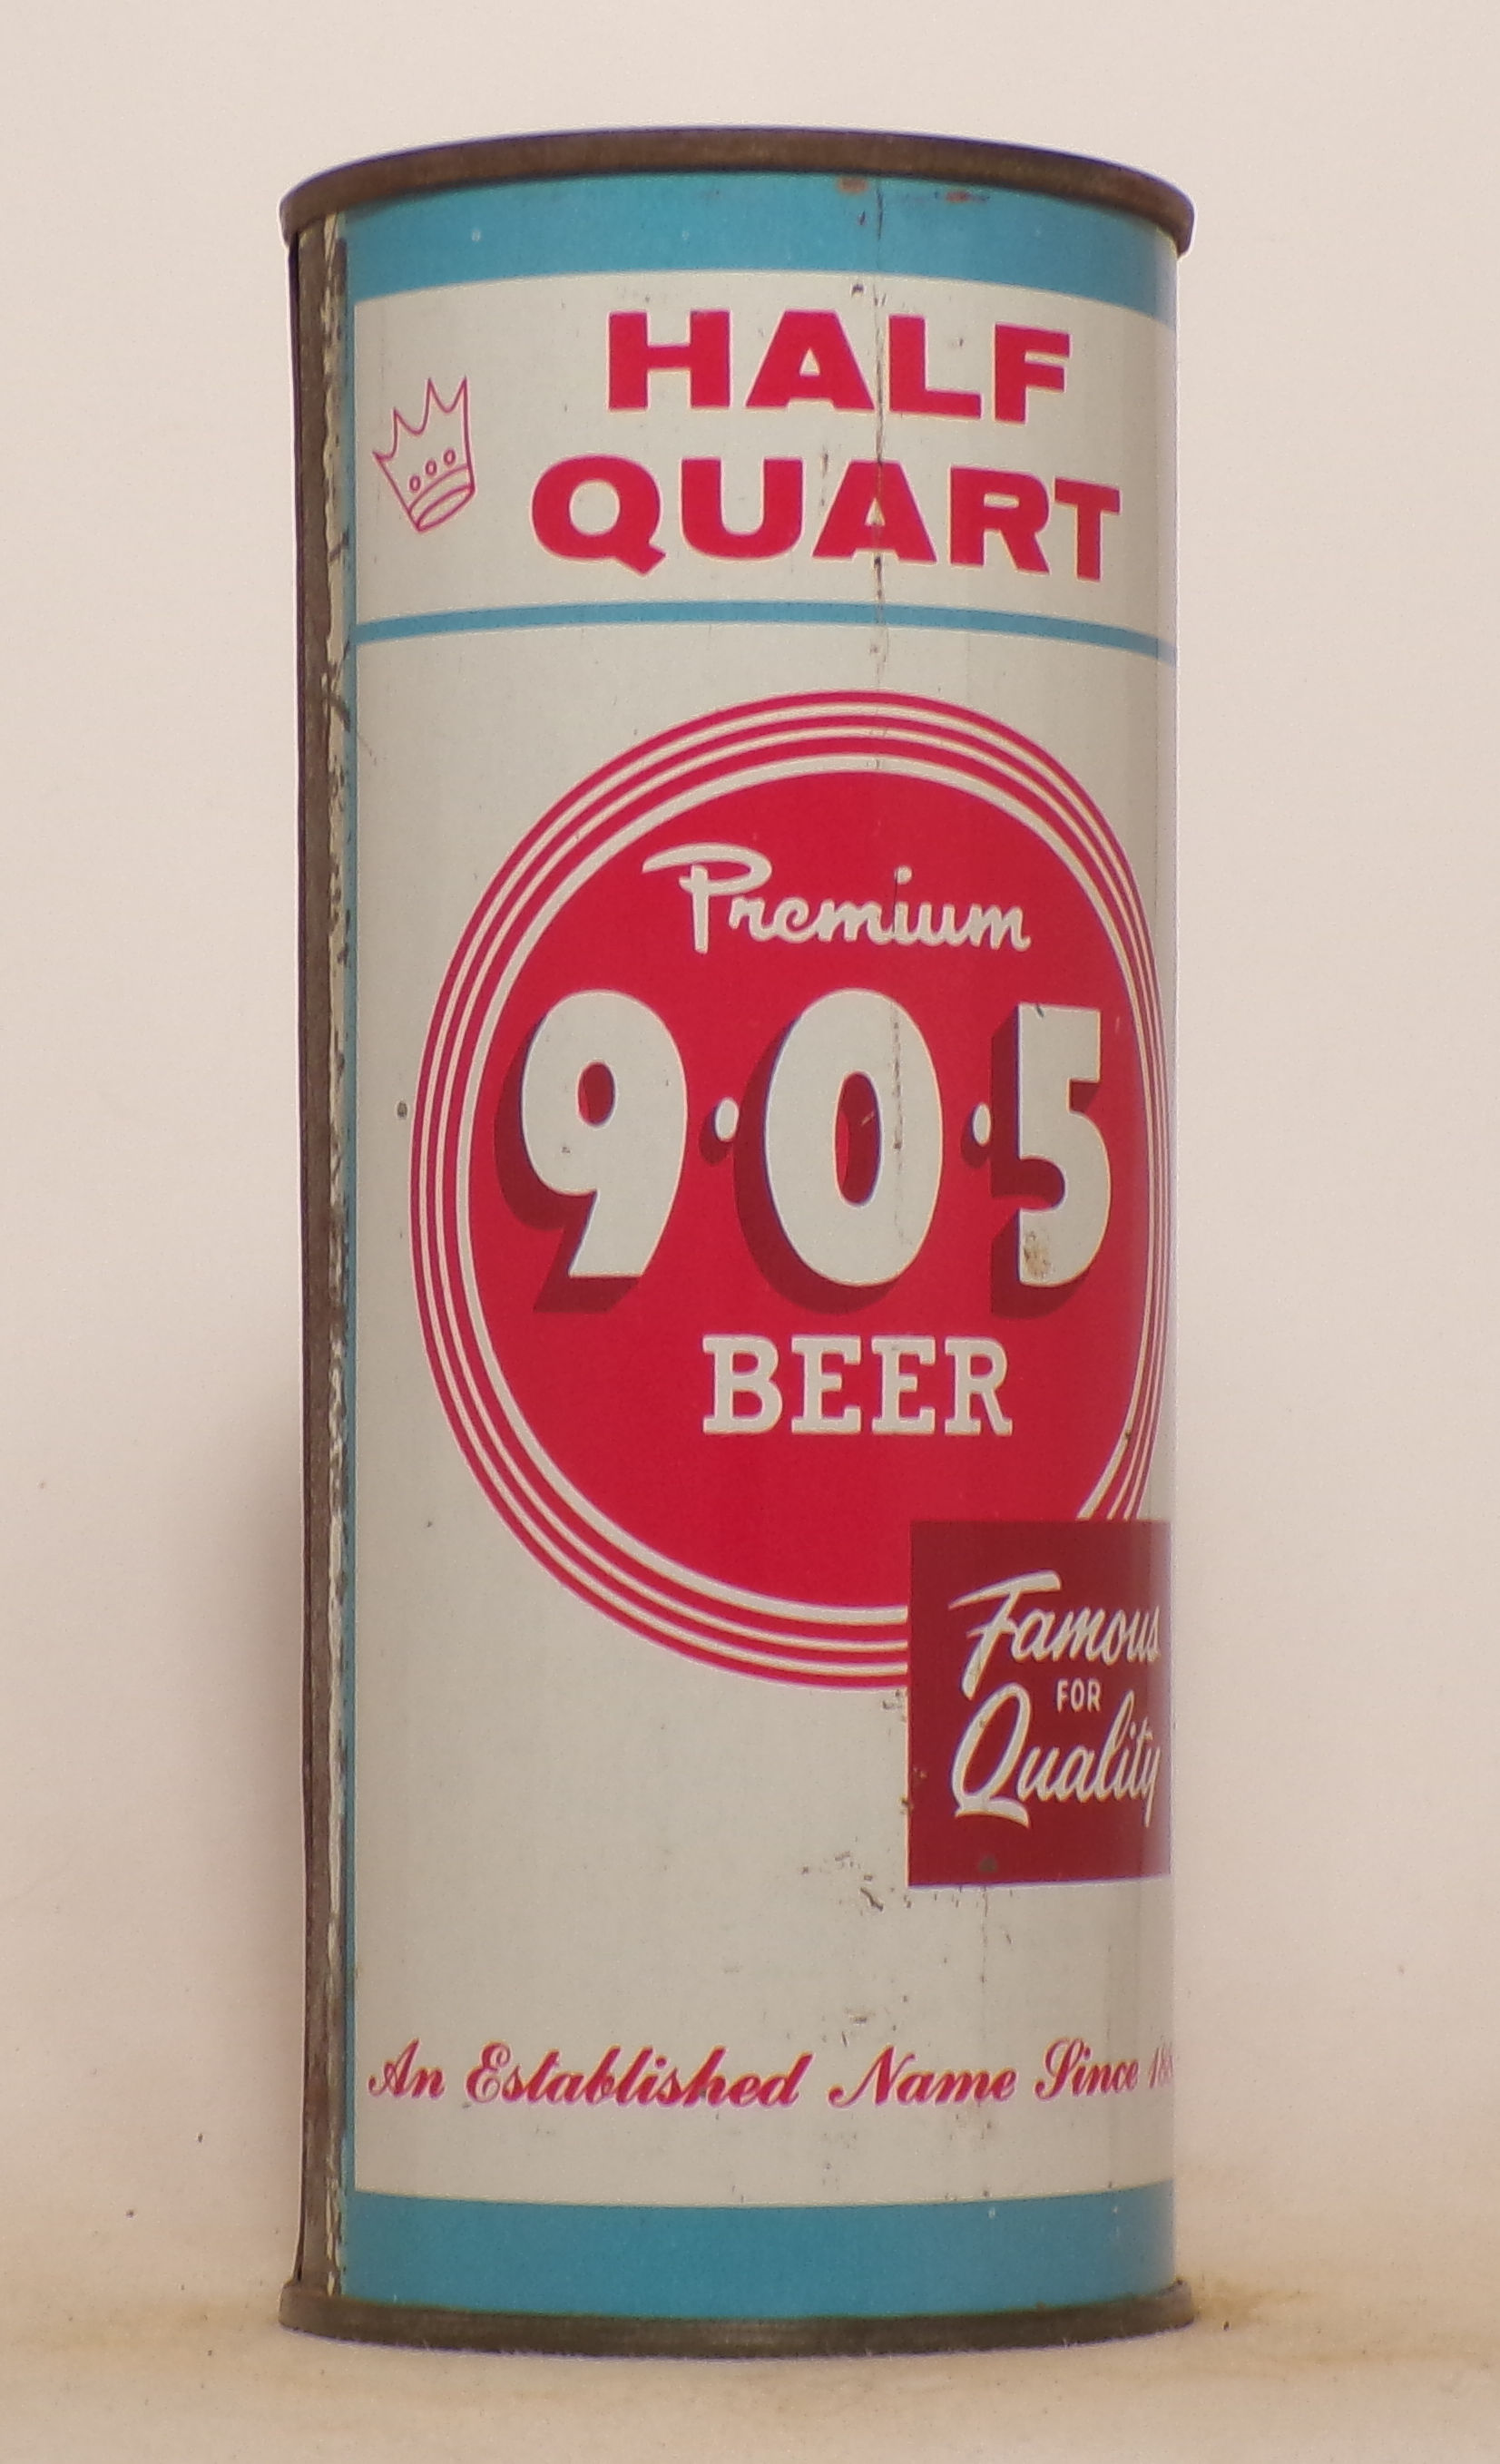 HALF
QUART
Premium
9·0·5
BEER
Famous
FOR
Quality
An Established Name Since